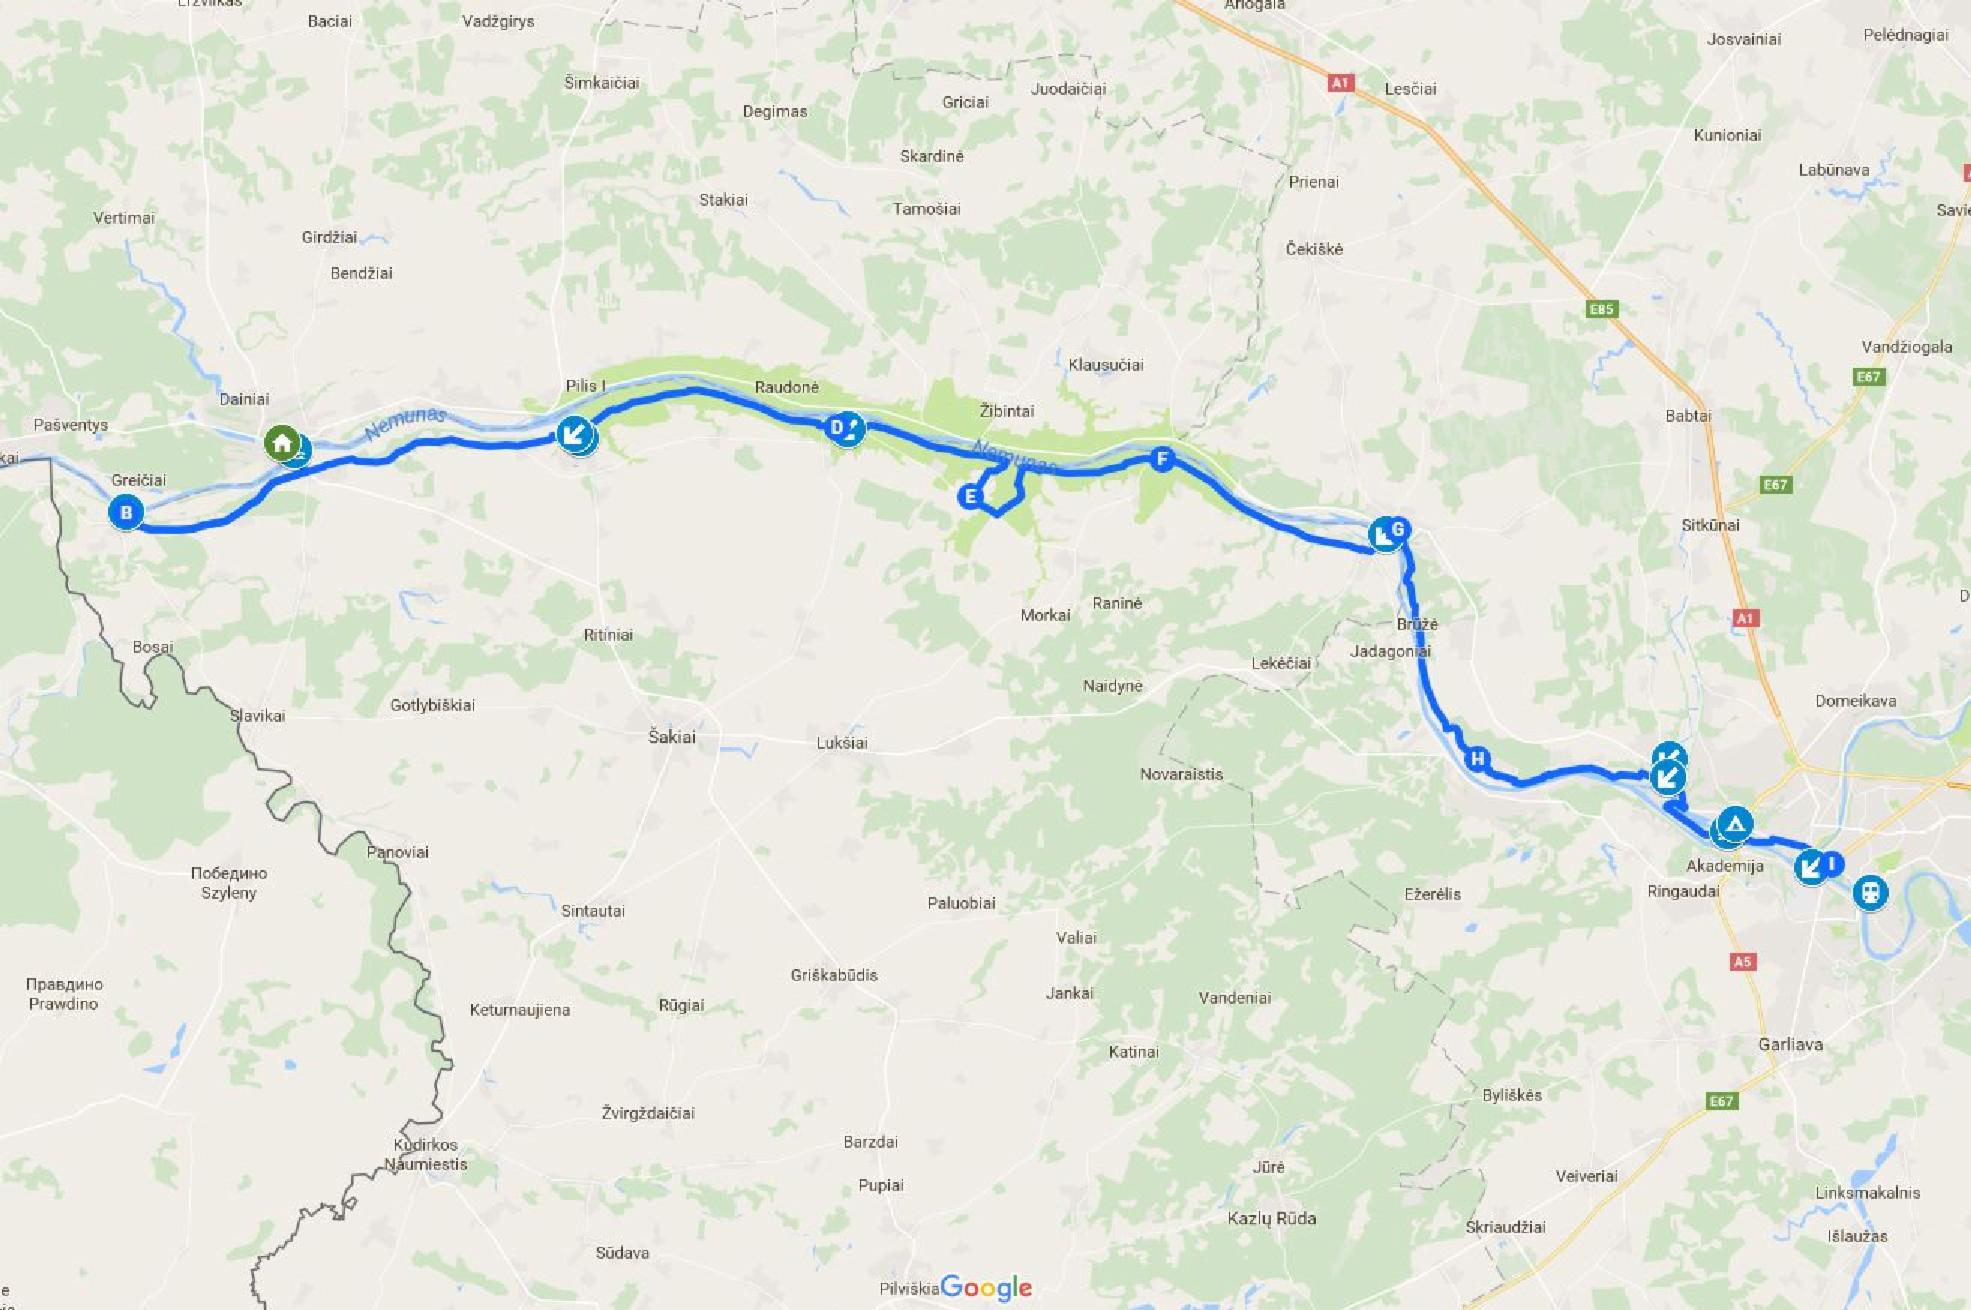 Baciai
Vadžgirys
Josvainiai
Pelėdnagiai
Šimkaičiai
Juodaičiai
A1
Lesčiai
Griciai
Degimas
Kunioniai
Skardinė
Labūnava
Prienai
Stakiai
Tamošiai
Vertimai
Girdžiai
Čekiškė
Bendžiai
E85
Vandžiogala
Klausučiai
E67
Pilis I
Raudonė
Dainiai
Žibintai
Babtai
Pašventys
Nemunas
D
Nemunas
F
Greičiai
E67
E
B
Sitkūnai
G
Raninė
Morkai
A1
Brūžė
Ritiniai
Bosai
Jadagoniai
Lekėčiai
Naidynė
Domeikava
Gotlybiškiai
Slavikai
Šakiai
Lukšiai
H
Novaraistis
Panoviai
Akademija
I
Победино
Szyleny
Ringaudai
Ežerėlis
Paluobiai
Sintautai
Valiai
A5
Griškabūdis
Правдино
Prawdino
Jankai
Vandeniai
Rūgiai
Keturnaujiena
Garliava
Katinai
Byliškės
E67
Žvirgždaičiai
Barzdai
Kudirkos
Naumiestis
Jūrė
Veiveriai
Pupiai
Linksmakalnis
Kazlų Rūda
Skriaudžiai
Išlaužas
Sūdava
Pilviškia
Google